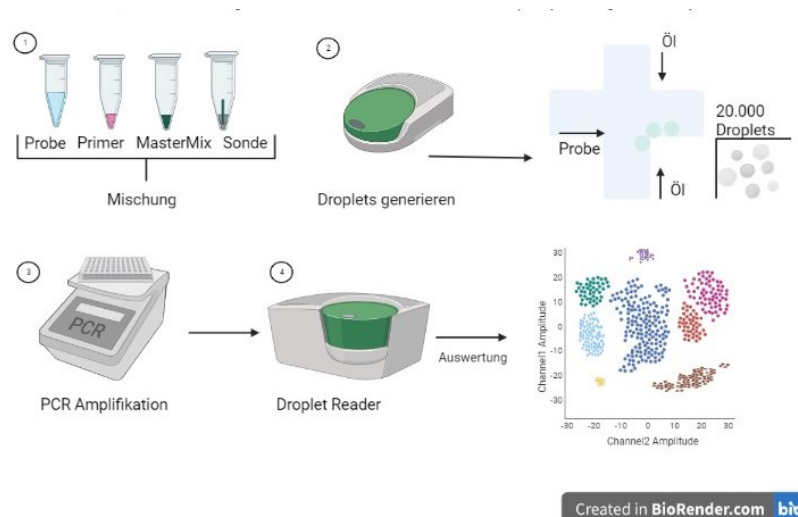 1
Probe Primer MasterMix Sonde
Mischung
2
Droplets generieren
Öl
Probe
Öl
20.000
Droplets
3
PCR
PCR Amplifikation
4
Droplet Reader
Auswertung
Channel1 Amplitude
30
20
10
0
-10
-20
-30
-30 -20 -10 0 10 20 30
Channel2 Amplitude
Created in BioRender.com